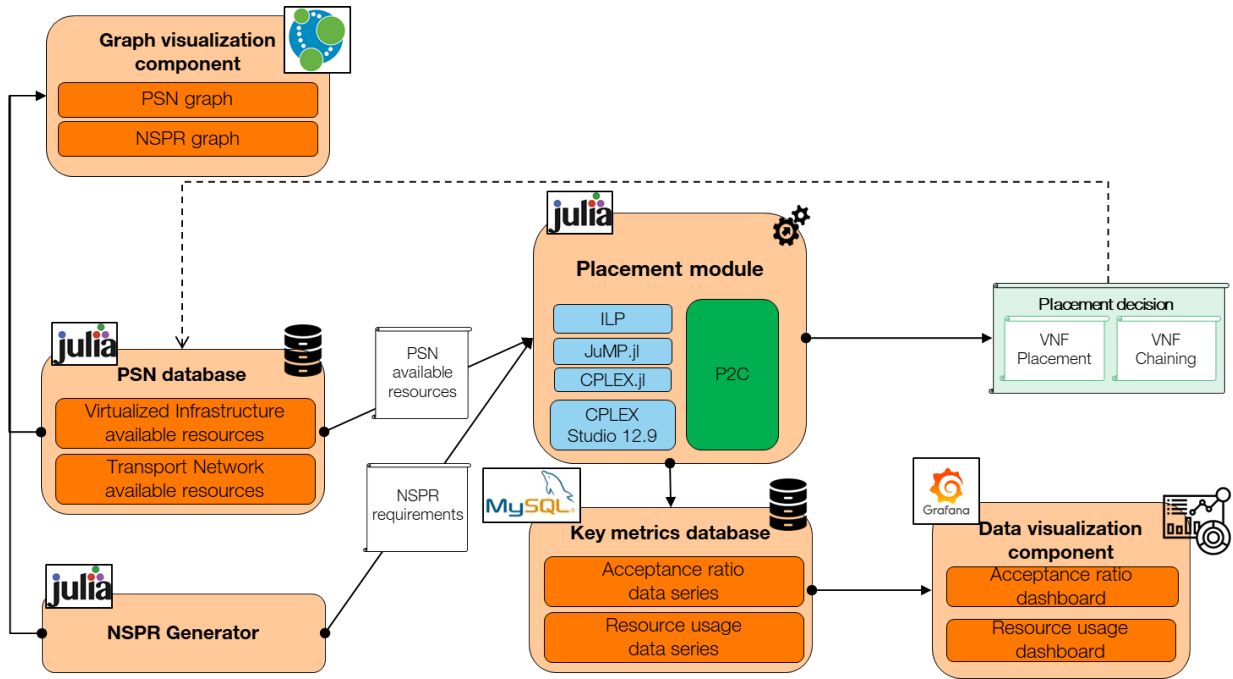 Graph visualization
component
PSN graph
NSPR graph
julia
Placement module
ILP
JuMP.jl
CPLEX.jl
CPLEX
Studio 12.9
P2C
Placement decision
VNF
Placement
VNF
Chaining
julia
PSN database
Virtualized Infrastructure
available resources
Transport Network
available resources
PSN
available
resources
NSPR
requirements
julia
NSPR Generator
MySQL®
Key metrics database
Acceptance ratio
data series
Resource usage
data series
Grafana
Data visualization
component
Acceptance ratio
dashboard
Resource usage
dashboard